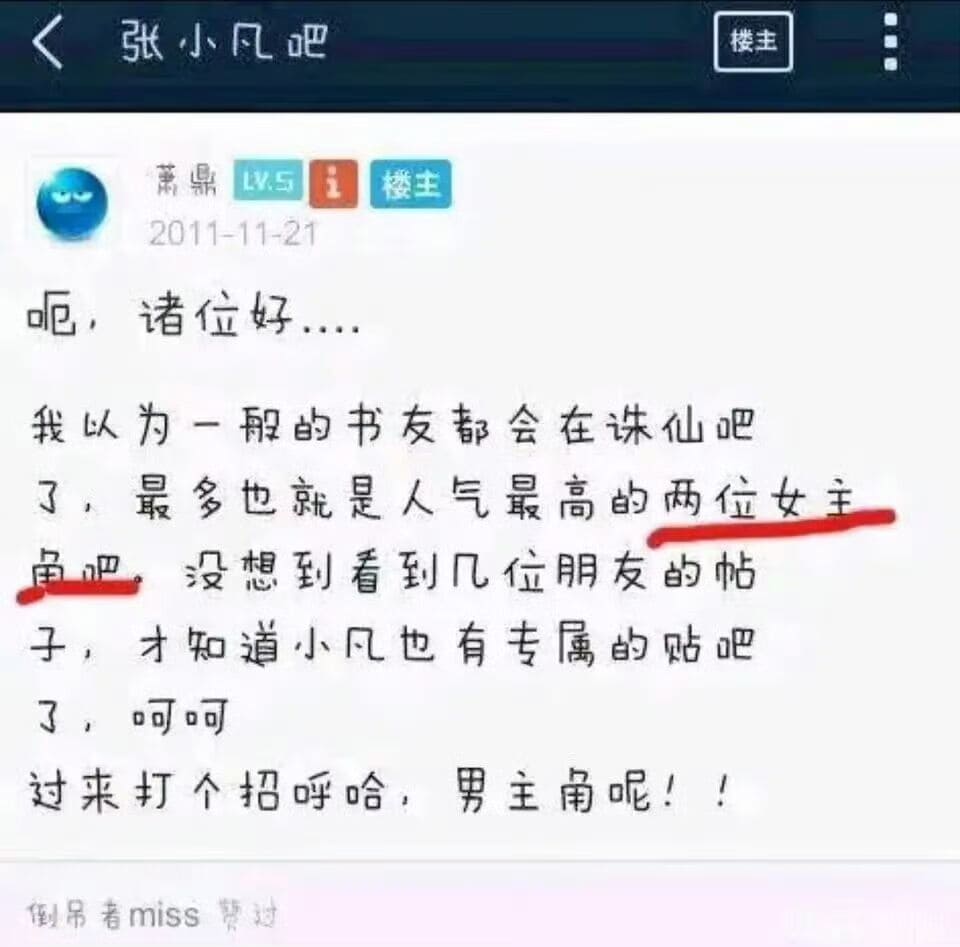 张小凡吧
楼主
萧鼎 LV.5 i 楼主
2011-11-21
呃，诸位好....
我以为一般的书友都会在诛仙吧
了，最多也就是人气最高的两位女主
角吧。没想到看到几位朋友的帖
子，才知道小凡也有专属的贴吧
了，呵呵
过来打个招呼哈，男主角呢！！
倒吊者miss 赞过